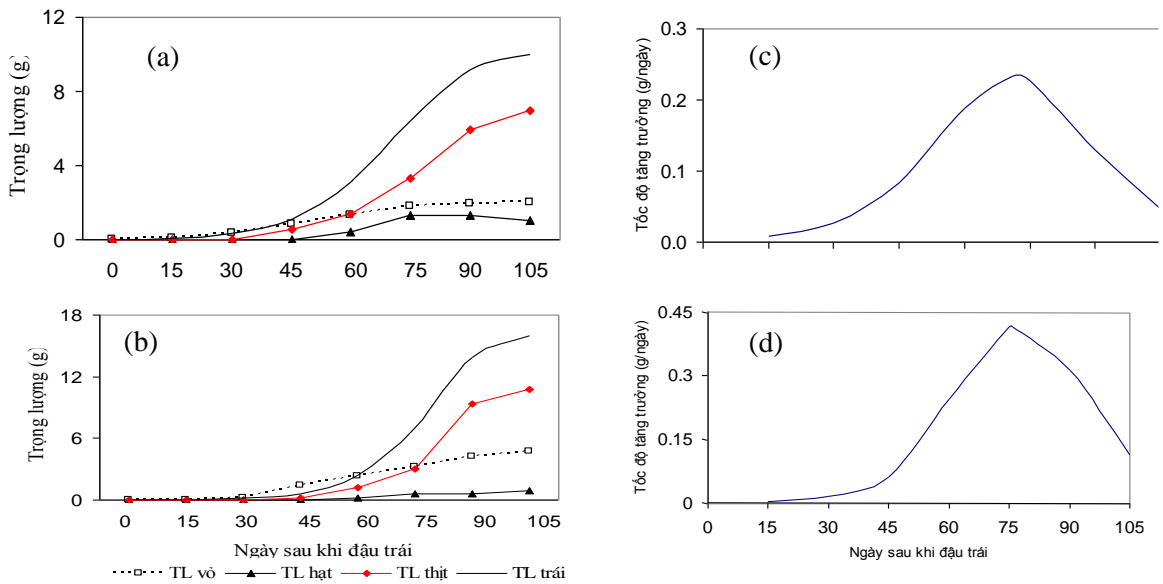 (a)
Trọng lượng (g)
12
8
4
0
0 15 30 45 60 75 90 105
(b)
Trọng lượng (g)
18
12
6
0
0 15 30 45 60 75 90 105
Ngày sau khi đậu trái
TL vỏ TL hạt TL thịt TL trái
(c)
Tốc độ tăng trưởng (g/ngày)
0.3
0.2
0.1
0.0
(d)
Tốc độ tăng trưởng (g/ngày)
0.45
0.3
0.15
0
0 15 30 45 60 75 90 105
Ngày sau khi đậu trái